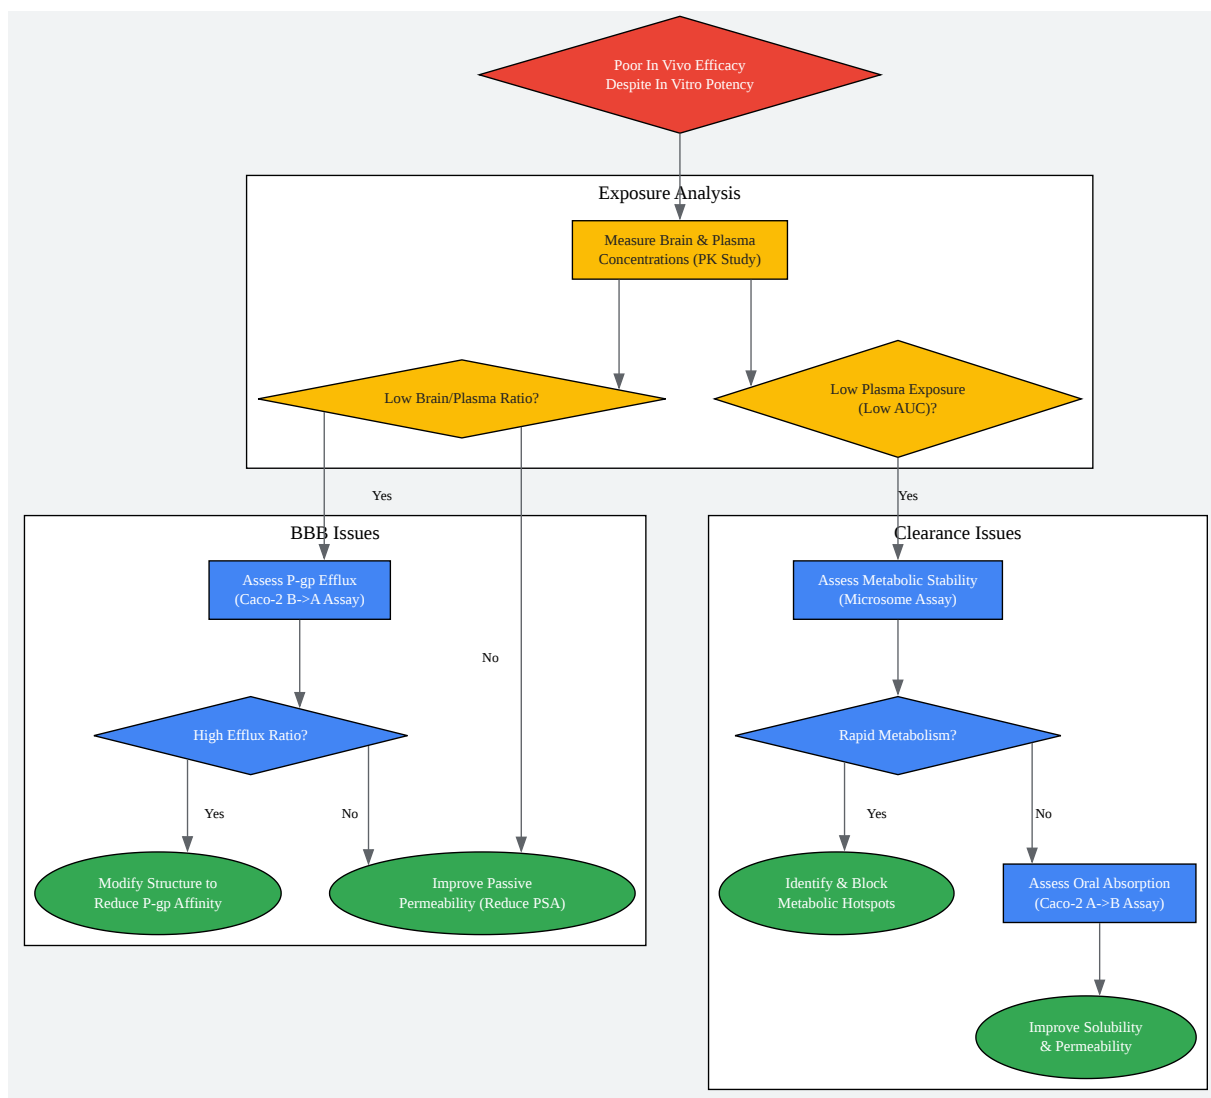 Poor In Vivo Efficacy
Despite In Vitro Potency
Exposure Analysis
Measure Brain & Plasma
Concentrations (PK Study)
Low Brain/Plasma Ratio?
Low Plasma Exposure
(Low AUC)?
Yes
Yes
BBB Issues
Clearance Issues
Assess P-gp Efflux
(Caco-2 B->A Assay)
Assess Metabolic Stability
(Microsome Assay)
No
High Efflux Ratio?
Rapid Metabolism?
Yes
No
Yes
No
Modify Structure to
Reduce P-gp Affinity
Improve Passive
Permeability (Reduce PSA)
Identify & Block
Metabolic Hotspots
Assess Oral Absorption
(Caco-2 A->B Assay)
Improve Solubility
& Permeability